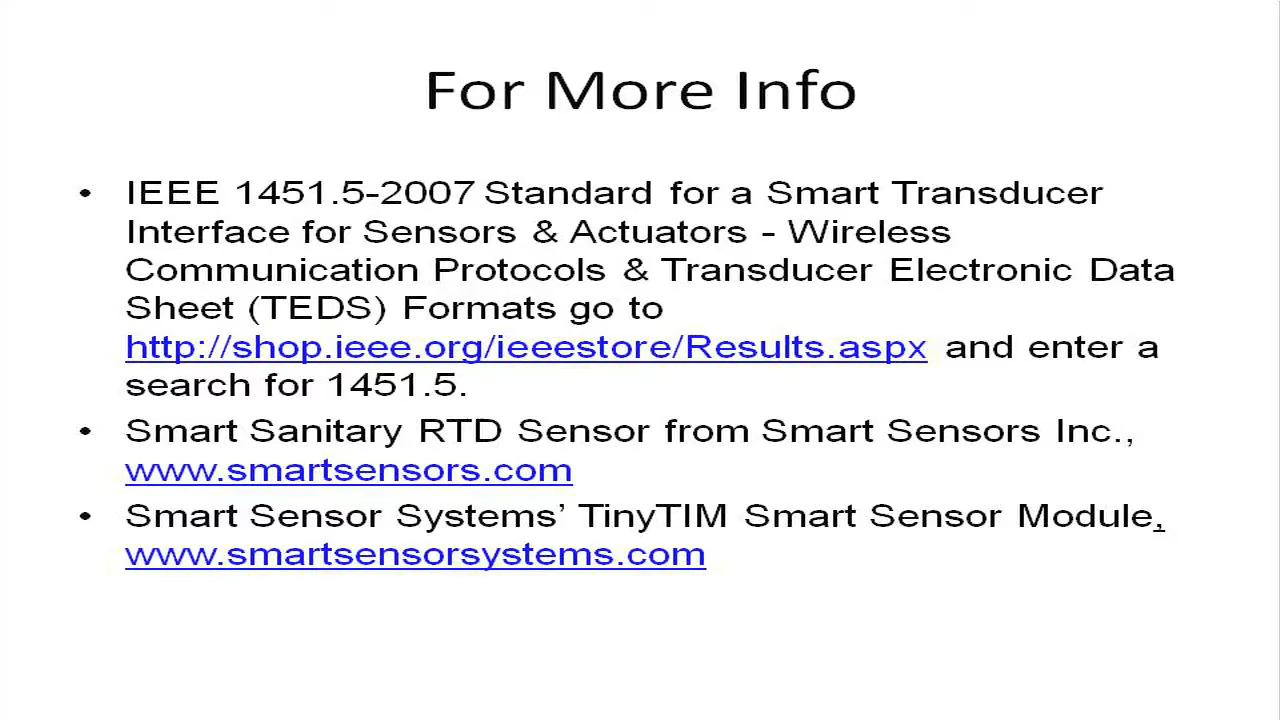 For More Info
• IEEE 1451.5-2007 Standard for a Smart Transducer
Interface for Sensors & Actuators - Wireless
Communication Protocols & Transducer Electronic Data
Sheet (TEDS) Formats go to
http://shop.ieee.org/ieeestore/Results.aspx and enter a
search for 1451.5.
• Smart Sanitary RTD Sensor from Smart Sensors Inc.,
www.smartsensors.com
• Smart Sensor Systems’ TinyTIM Smart Sensor Module,
www.smartsensorsystems.com